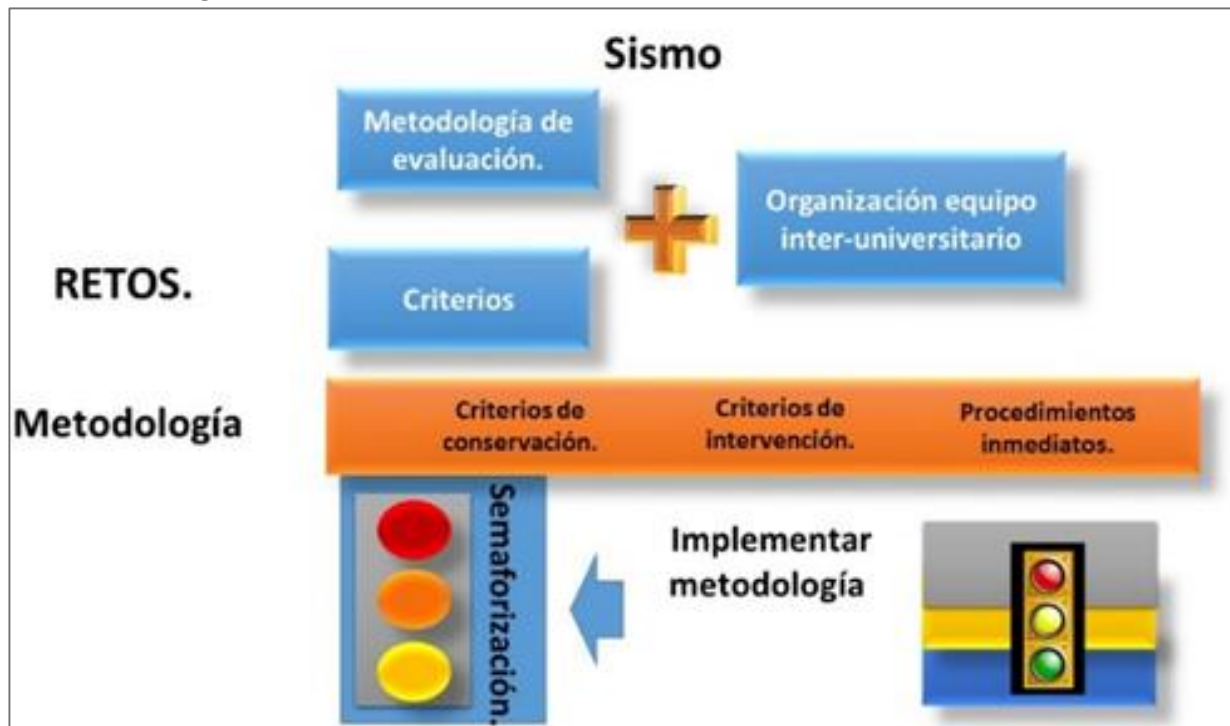 Sismo
Metodología de
evaluación.
Organización equipo
inter-universitario
RETOS.
Criterios
Metodología
Criterios de
conservación.
Criterios de
intervención.
Procedimientos
inmediatos.
Semaforización.
Implementar
metodología